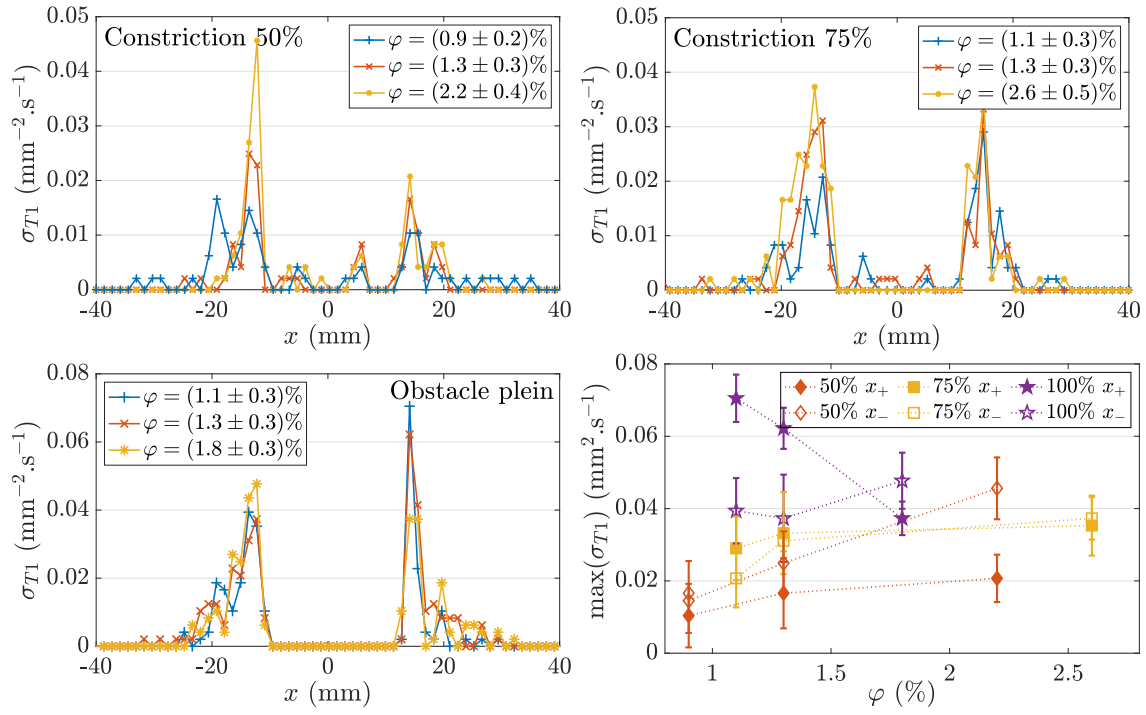 Constriction 50%
φ = (0.9 ± 0.2)%
φ = (1.3 ± 0.3)%
φ = (2.2 ± 0.4)%
0.05
0.04
0.03
0.02
0.01
0
σT1 (mm−2.s−1)
-40 -20 0 20 40
x (mm)
Constriction 75%
φ = (1.1 ± 0.3)%
φ = (1.3 ± 0.3)%
φ = (2.6 ± 0.5)%
0.05
0.04
0.03
0.02
0.01
0
σT1 (mm−2.s−1)
-40 -20 0 20 40
x (mm)
Obstacle plein
φ = (1.1 ± 0.3)%
φ = (1.3 ± 0.3)%
φ = (1.8 ± 0.3)%
0.08
0.06
0.04
0.02
0
σT1 (mm−2.s−1)
-40 -20 0 20 40
x (mm)
50% x+ 75% x+ 100% x+
50% x− 75% x− 100% x−
0.08
0.06
0.04
0.02
0
max(σT1) (mm2.s−1)
1 1.5 2 2.5
φ (%)